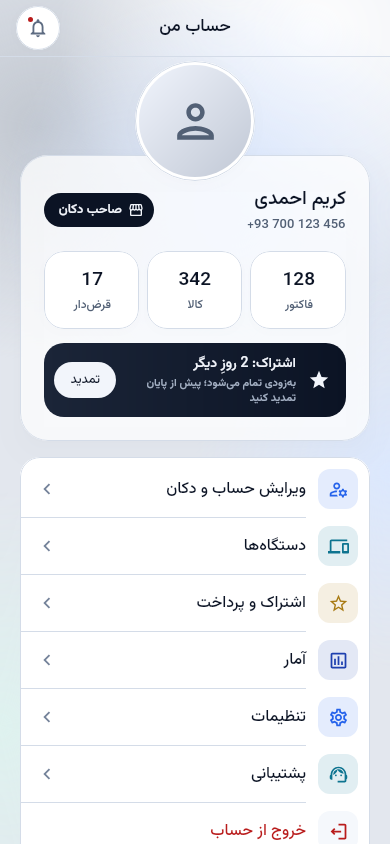 حساب من
کریم احمدی
صاحب دکان
+93 700 123 456
128
فاکتور
342
کالا
17
قرض‌دار
اشتراک: 2 روز دیگر
به‌زودی تمام می‌شود؛ پیش از پایان
تمدید کنید
تمدید
ویرایش حساب و دکان
دستگاه‌ها
اشتراک و پرداخت
آمار
تنظیمات
پشتیبانی
خروج از حساب